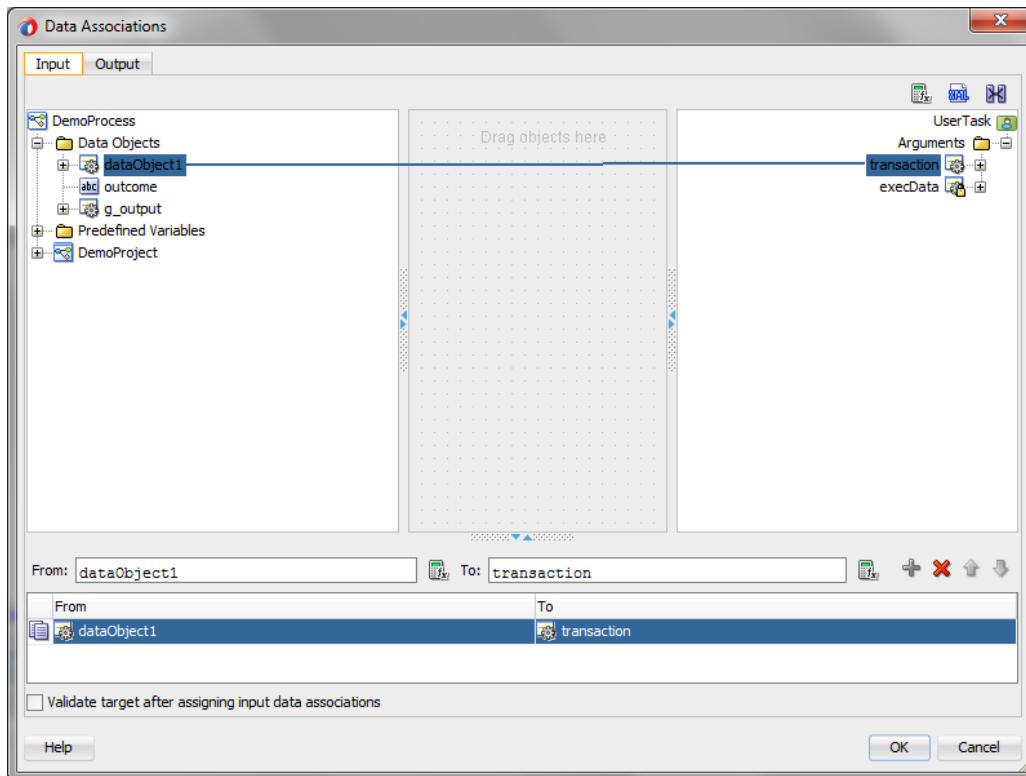 Data Associations
Input Output
DemoProcess
Data Objects
dataObject1
abc outcome
g_output
Predefined Variables
DemoProject
Drag objects here
UserTask
Arguments
transaction
execData
From: dataObject1 To: transaction
From To
dataObject1 transaction
Validate target after assigning input data associations
Help OK Cancel